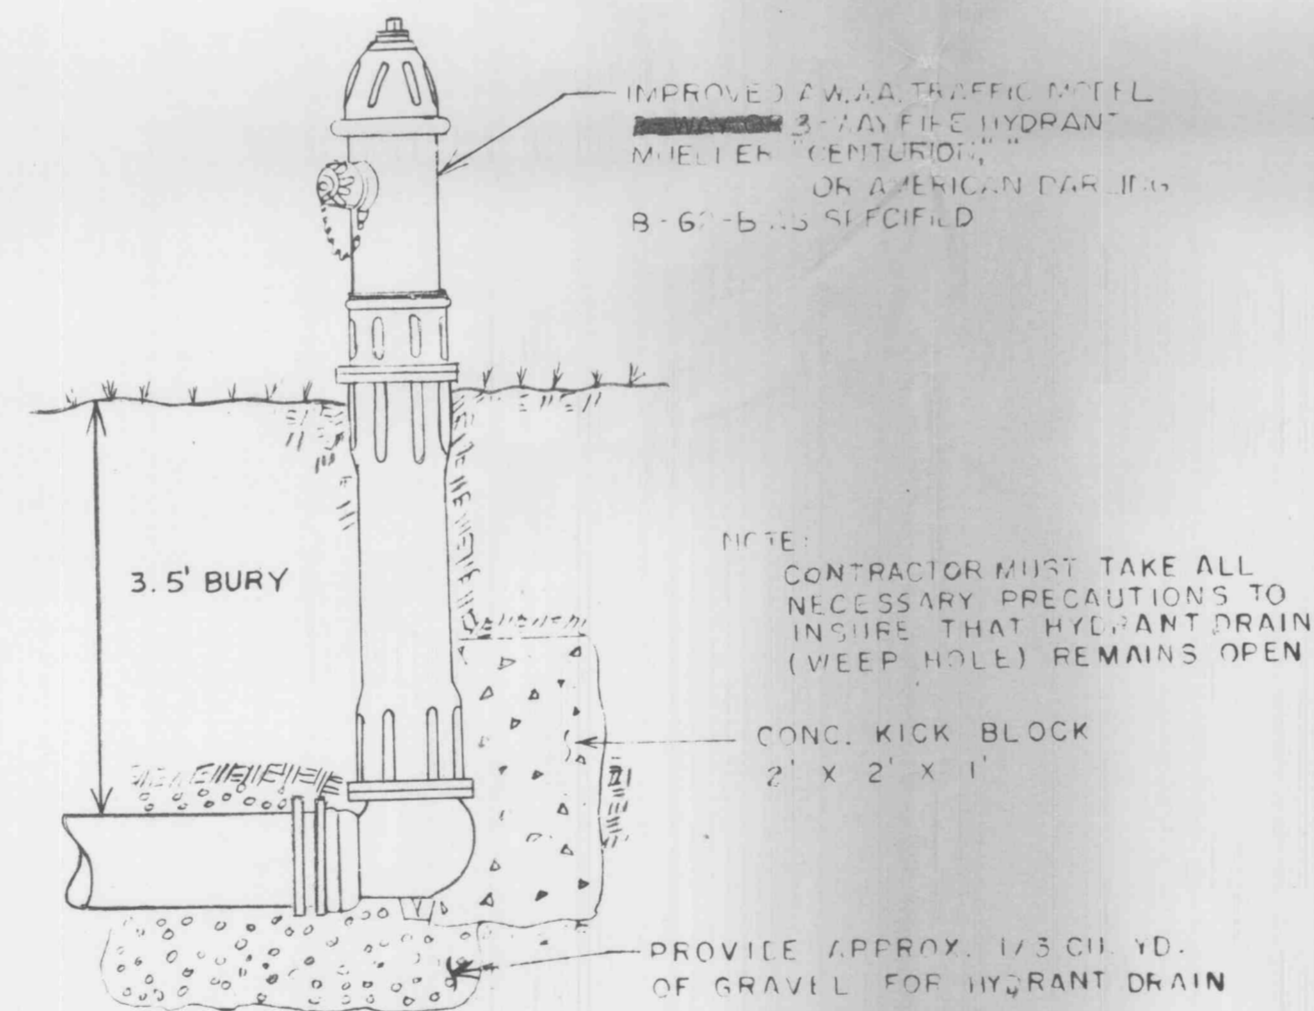 IMPROVED A.W.W.A. TRAFFIC MODEL
3-WAY FIRE HYDRANT
MUELLER "CENTURION," "
OR AMERICAN DARLING
B-62-B AS SPECIFIED
3.5' BURY
NOTE:
CONTRACTOR MUST TAKE ALL
NECESSARY PRECAUTIONS TO
INSURE THAT HYDRANT DRAIN
(WEEP HOLE) REMAINS OPEN
CONC. KICK BLOCK
2' X 2' X 1'
PROVIDE APPROX. 1/3 CU. YD.
OF GRAVEL FOR HYDRANT DRAIN